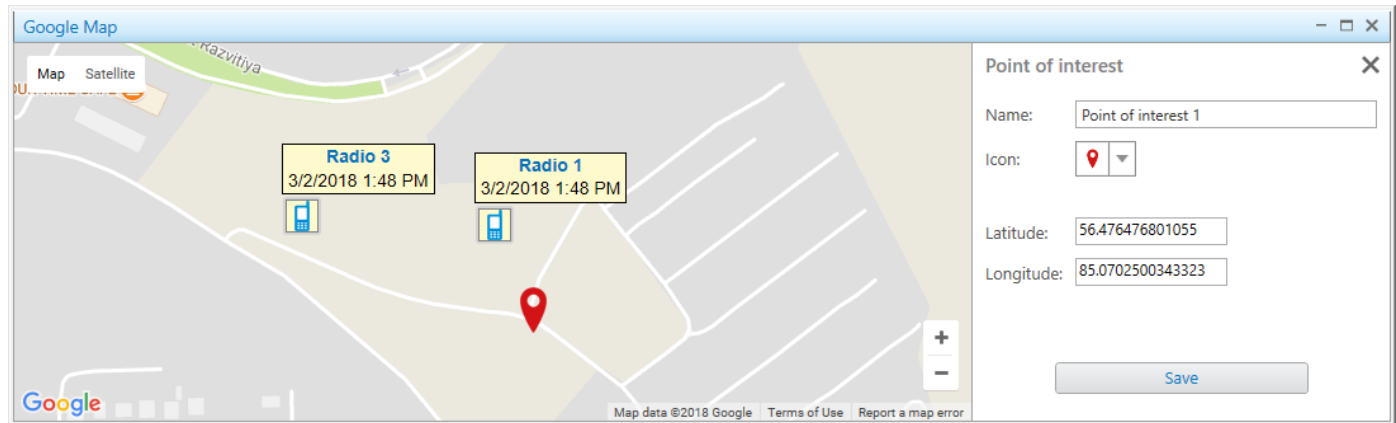 Google Map
Razvitiya
Map Satellite
Radio 3
3/2/2018 1:48 PM
Radio 1
3/2/2018 1:48 PM
+
−
Google
Map data ©2018 Google Terms of Use Report a map error
Point of interest
Name: Point of interest 1
Icon:
Latitude: 56.476476801055
Longitude: 85.0702500343323
Save